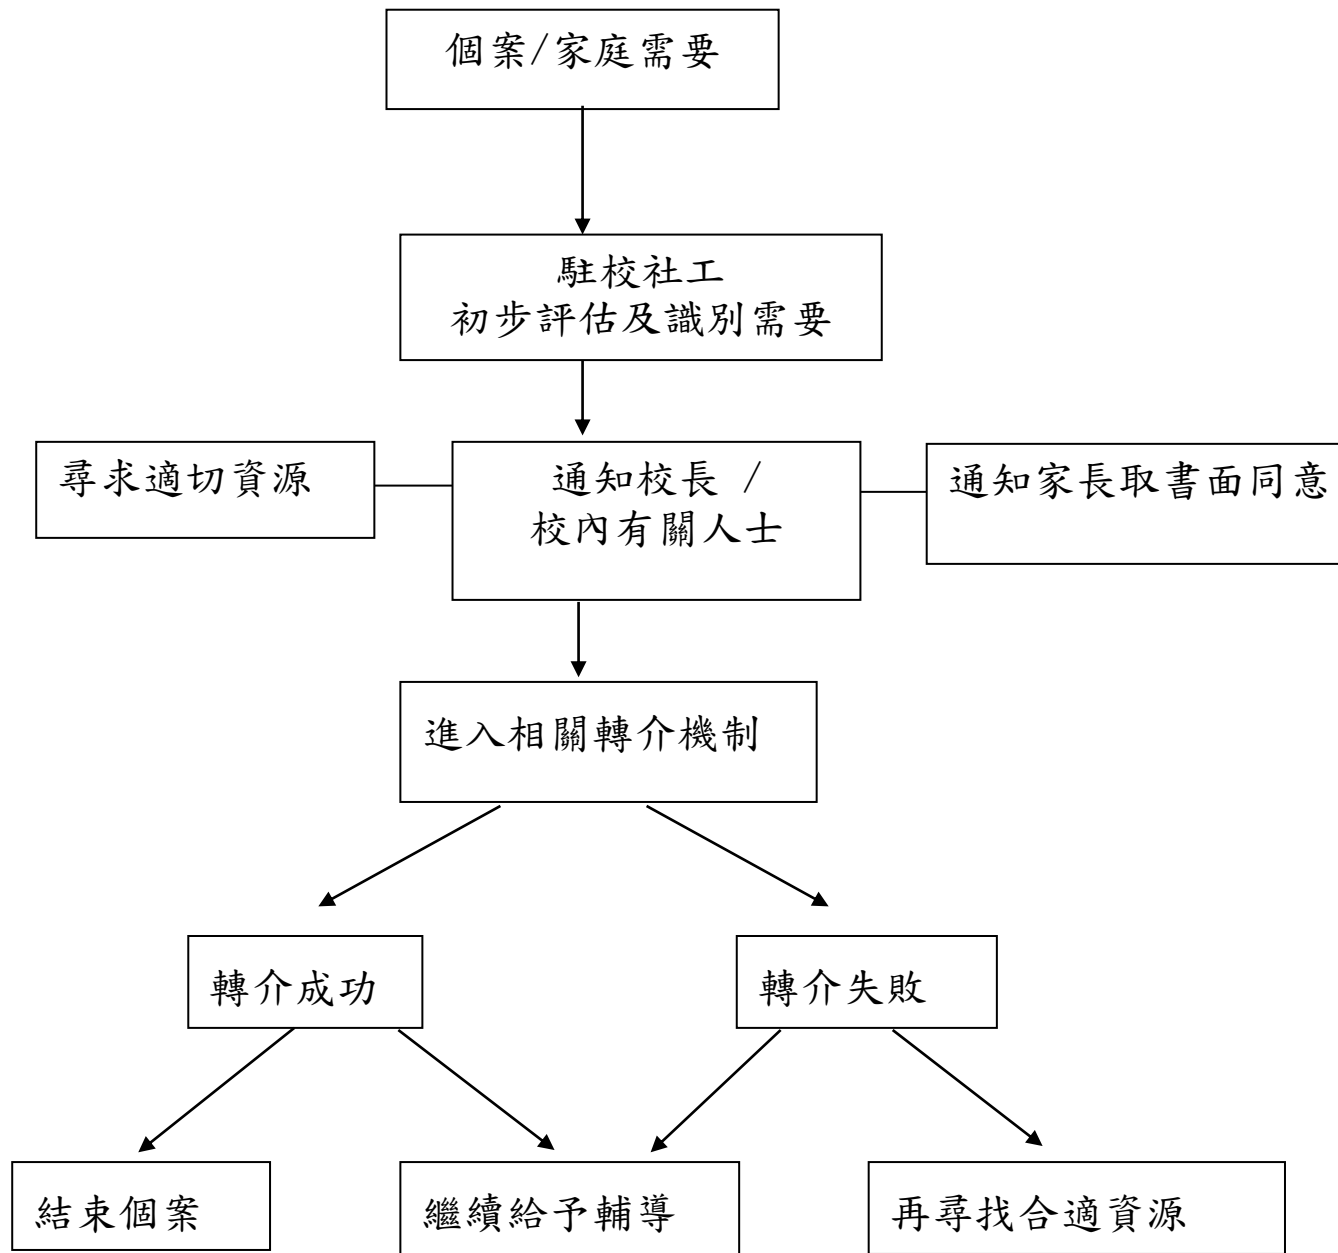 個案/家庭需要
駐校社工
初步評估及識別需要
尋求適切資源
通知校長 /
校內有關人士
通知家長取書面同意
進入相關轉介機制
轉介成功
轉介失敗
結束個案
繼續給予輔導
再尋找合適資源